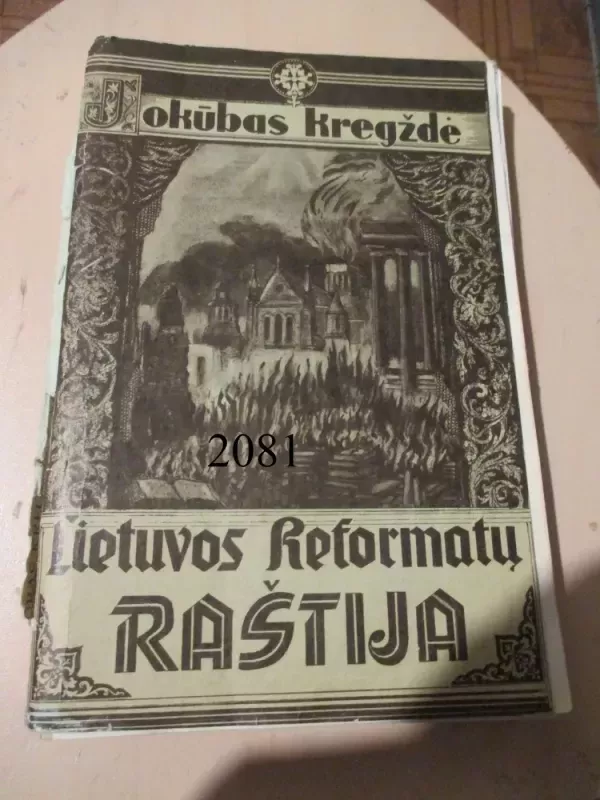 Jokūbas Kregždė
2081
Lietuvos Reformatų
RAŠTIJA